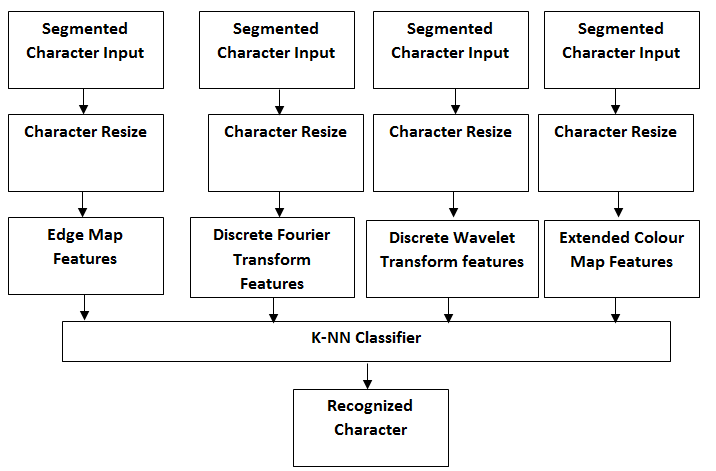 Segmented
Character Input
Segmented
Character Input
Segmented
Character Input
Segmented
Character Input
Character Resize
Character Resize
Character Resize
Character Resize
Edge Map
Features
Discrete Fourier
Transform
Features
Discrete Wavelet
Transform features
Extended Colour
Map Features
K-NN Classifier
Recognized
Character